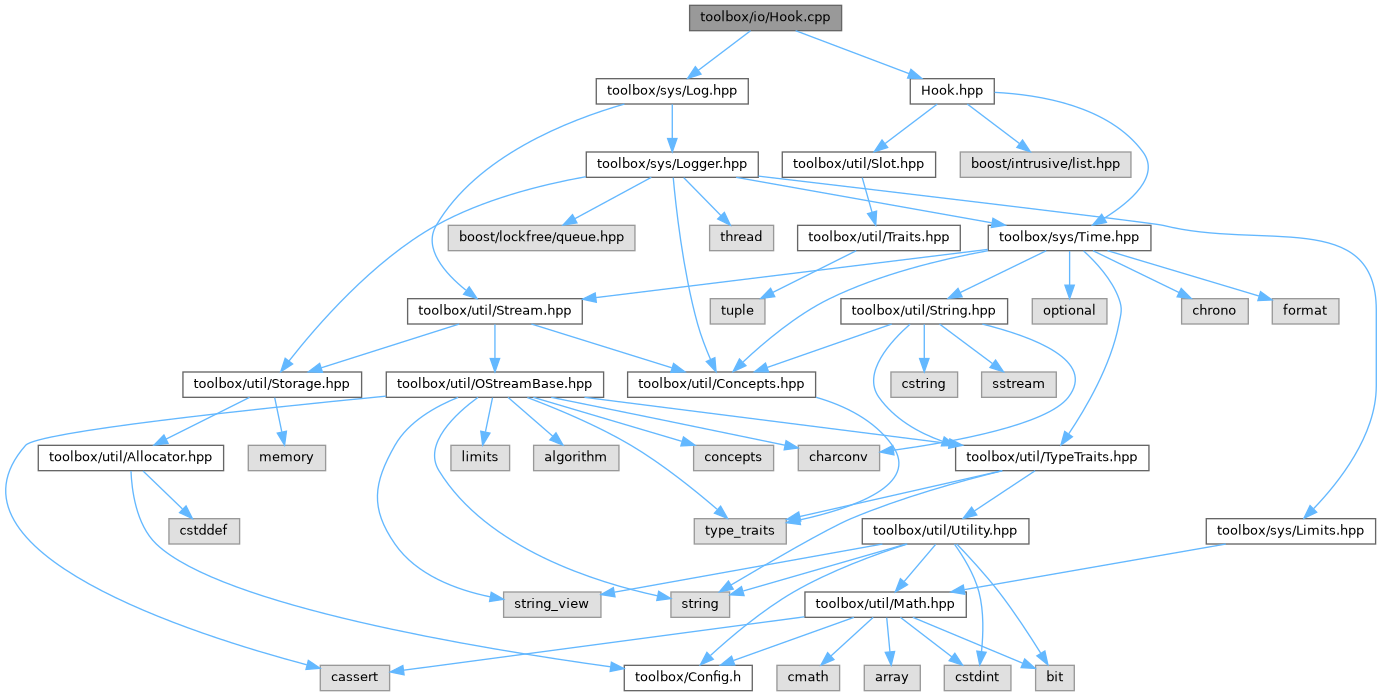 toolbox/io/Hook.cpp
toolbox/sys/Log.hpp
Hook.hpp
toolbox/sys/Logger.hpp
toolbox/util/Slot.hpp
boost/intrusive/list.hpp
boost/lockfree/queue.hpp
thread
toolbox/util/Traits.hpp
toolbox/sys/Time.hpp
toolbox/util/Stream.hpp
tuple
toolbox/util/String.hpp
optional
chrono
format
toolbox/util/Storage.hpp
toolbox/util/OStreamBase.hpp
toolbox/util/Concepts.hpp
cstring
sstream
toolbox/util/Allocator.hpp
memory
limits
algorithm
concepts
charconv
toolbox/util/TypeTraits.hpp
cstddef
type_traits
toolbox/util/Utility.hpp
toolbox/sys/Limits.hpp
string_view
string
toolbox/util/Math.hpp
cassert
toolbox/Config.h
cmath
array
cstdint
bit